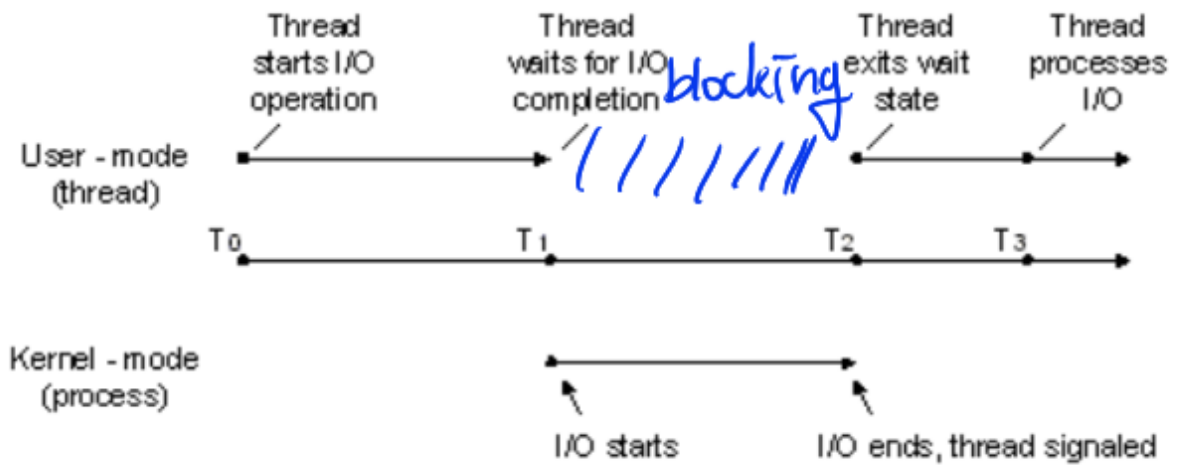 Thread
starts I/O
operation
Thread
waits for I/O
completion
blocking
Thread
exits wait
state
Thread
processes
I/O
User - mode
(thread)
T0
T1
T2
T3
Kernel - mode
(process)
I/O starts
I/O ends, thread signaled